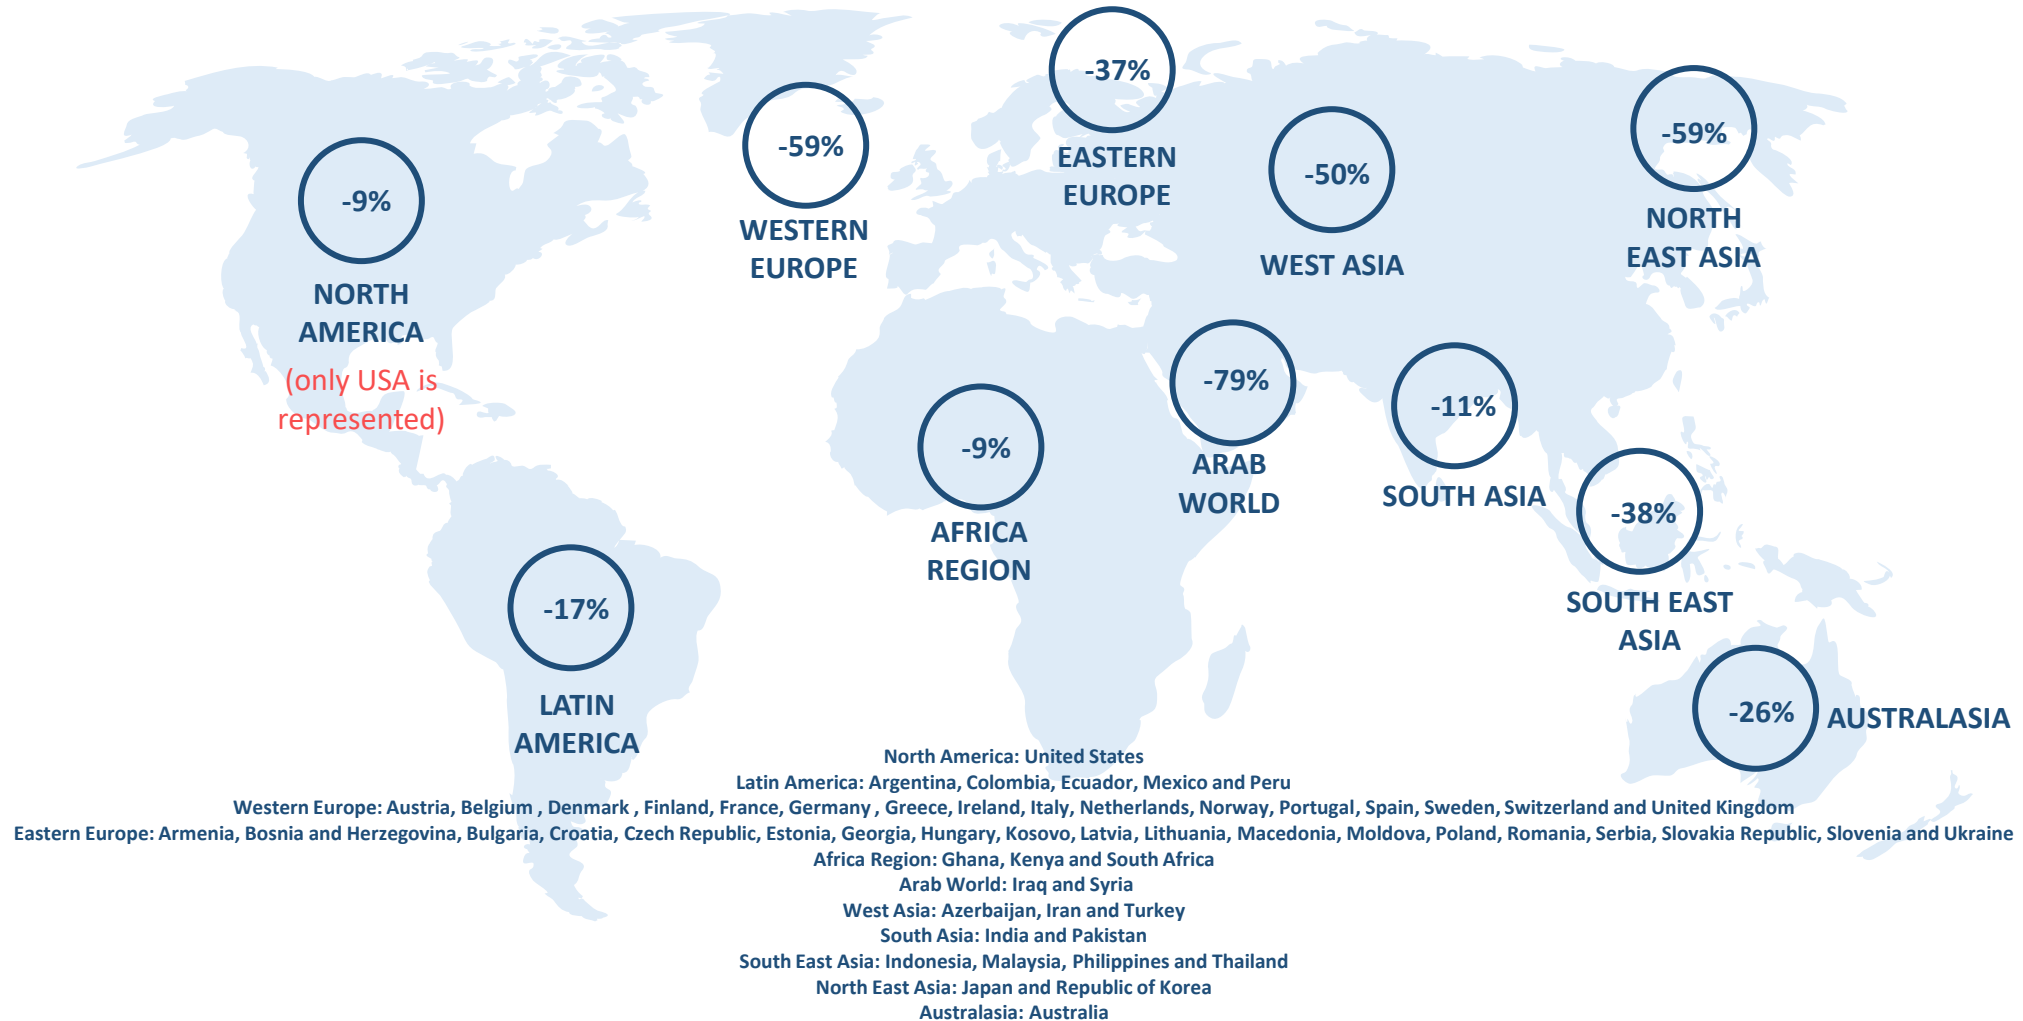 -37%
EASTERN
EUROPE
-59%
WESTERN
EUROPE
-59%
NORTH
EAST ASIA
-50%
WEST ASIA
-9%
NORTH
AMERICA
(only USA is
represented)
-79%
ARAB
WORLD
-11%
SOUTH ASIA
-9%
AFRICA
REGION
-38%
SOUTH EAST
ASIA
-17%
LATIN
AMERICA
-26%
AUSTRALASIA
North America: United States
Latin America: Argentina, Colombia, Ecuador, Mexico and Peru
Western Europe: Austria, Belgium , Denmark , Finland, France, Germany , Greece, Ireland, Italy, Netherlands, Norway, Portugal, Spain, Sweden, Switzerland and United Kingdom
Eastern Europe: Armenia, Bosnia and Herzegovina, Bulgaria, Croatia, Czech Republic, Estonia, Georgia, Hungary, Kosovo, Latvia, Lithuania, Macedonia, Moldova, Poland, Romania, Serbia, Slovakia Republic, Slovenia and Ukraine
Africa Region: Ghana, Kenya and South Africa
Arab World: Iraq and Syria
West Asia: Azerbaijan, Iran and Turkey
South Asia: India and Pakistan
South East Asia: Indonesia, Malaysia, Philippines and Thailand
North East Asia: Japan and Republic of Korea
Australasia: Australia